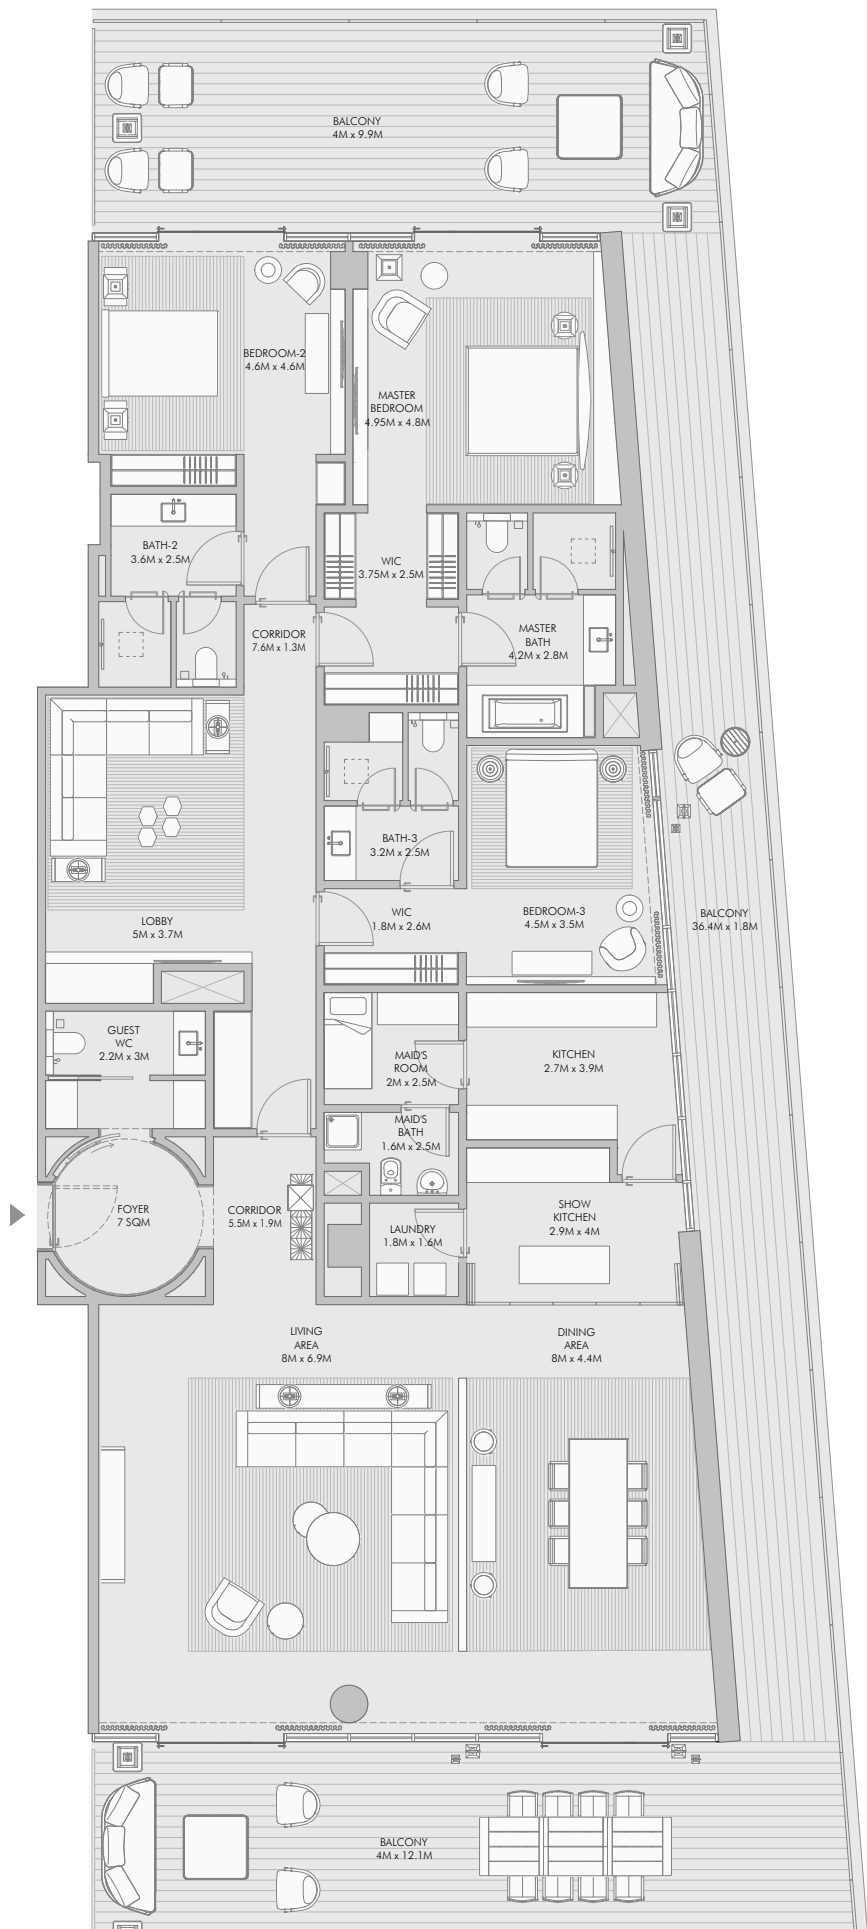 BALCONY
4M x 9.9M
BEDROOM-2
4.6M x 4.6M
MASTER
BEDROOM
4.95M x 4.8M
BATH-2
3.6M x 2.5M
WIC
3.75M x 2.5M
CORRIDOR
7.6M x 1.3M
MASTER
BATH
4.2M x 2.8M
BATH-3
3.2M x 2.5M
LOBBY
5M x 3.7M
WIC
1.8M x 2.6M
BEDROOM-3
4.5M x 3.5M
BALCONY
36.4M x 1.8M
GUEST
WC
2.2M x 3M
MAID'S
ROOM
2M x 2.5M
KITCHEN
2.7M x 3.9M
MAID'S
BATH
1.6M x 2.5M
FOYER
7 SQM
CORRIDOR
5.5M x 1.9M
LAUNDRY
1.8M x 1.6M
SHOW
KITCHEN
2.9M x 4M
LIVING
AREA
8M x 6.9M
DINING
AREA
8M x 4.4M
BALCONY
4M x 12.1M